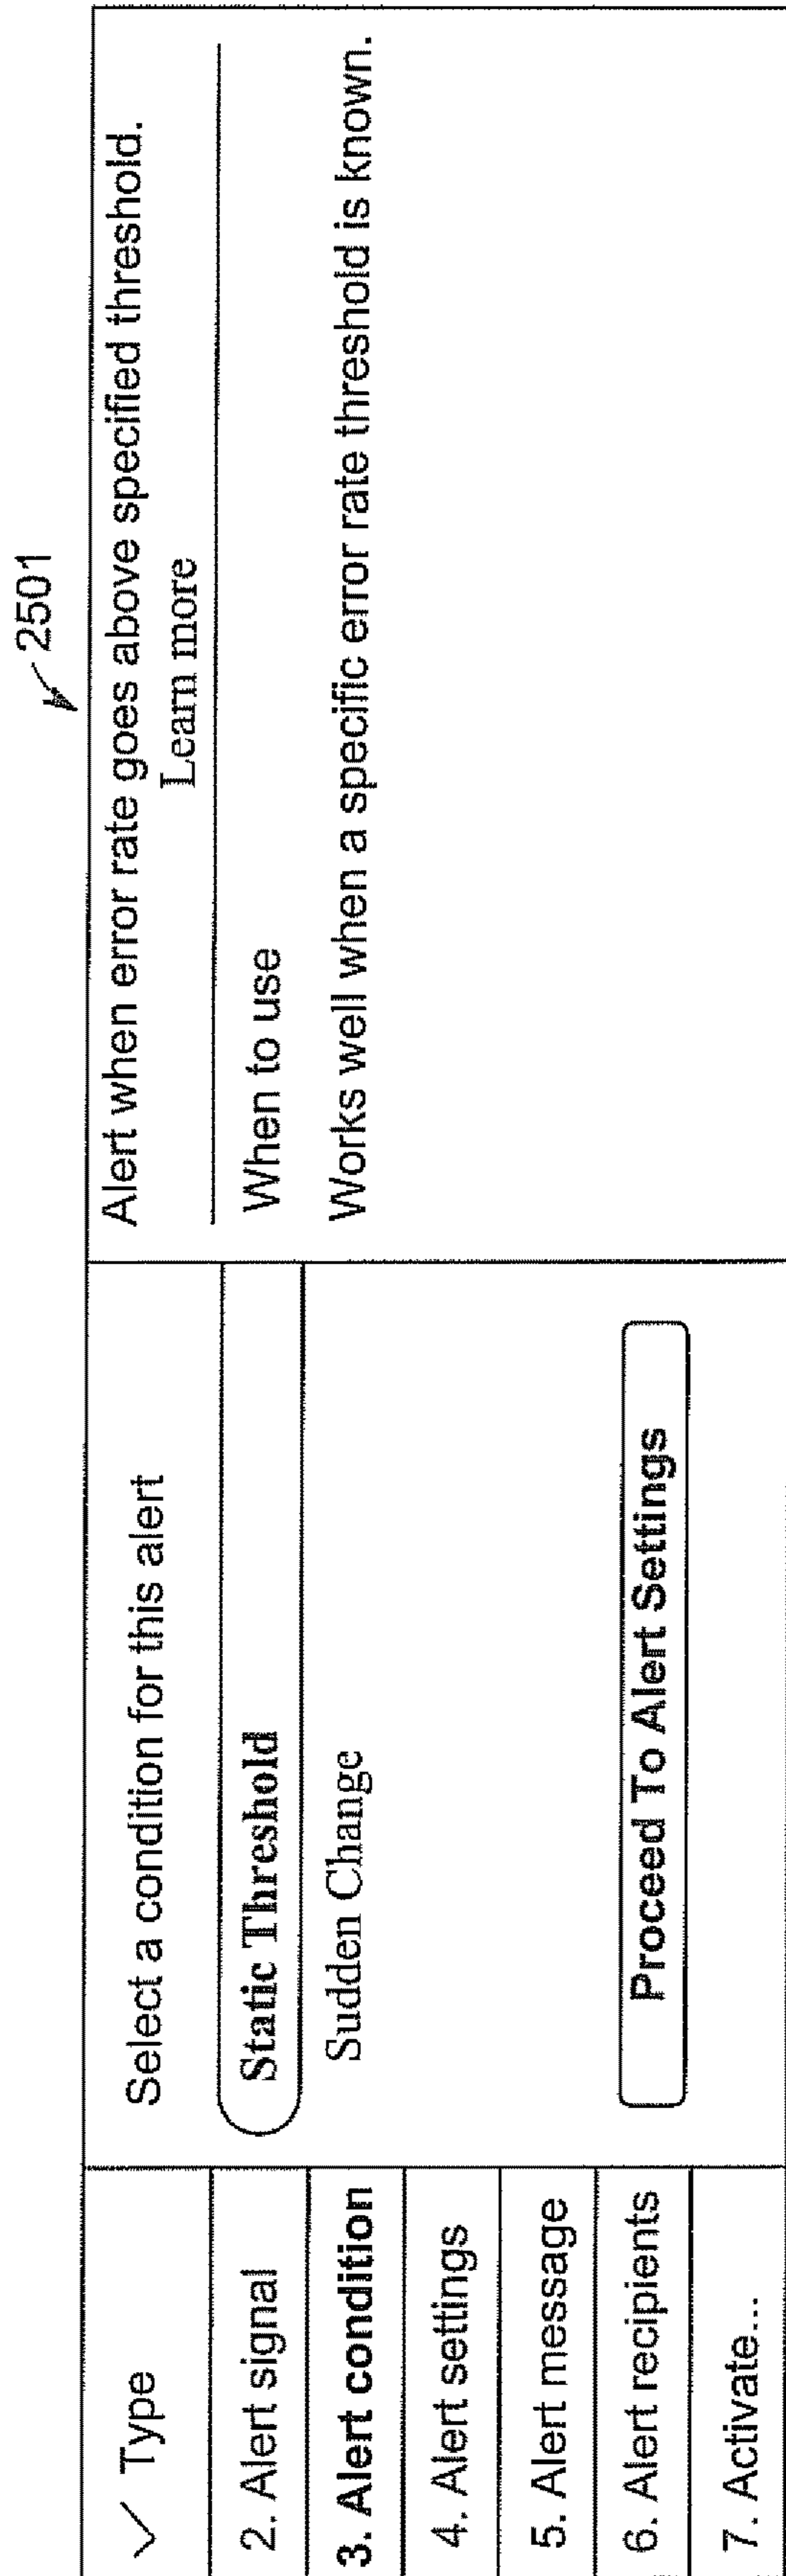 2501
✓ Type
2. Alert signal
3. Alert condition
4. Alert settings
5. Alert message
6. Alert recipients
7. Activate...
Select a condition for this alert
Static Threshold
Sudden Change
Proceed To Alert Settings
Alert when error rate goes above specified threshold.
Learn more
When to use
Works well when a specific error rate threshold is known.